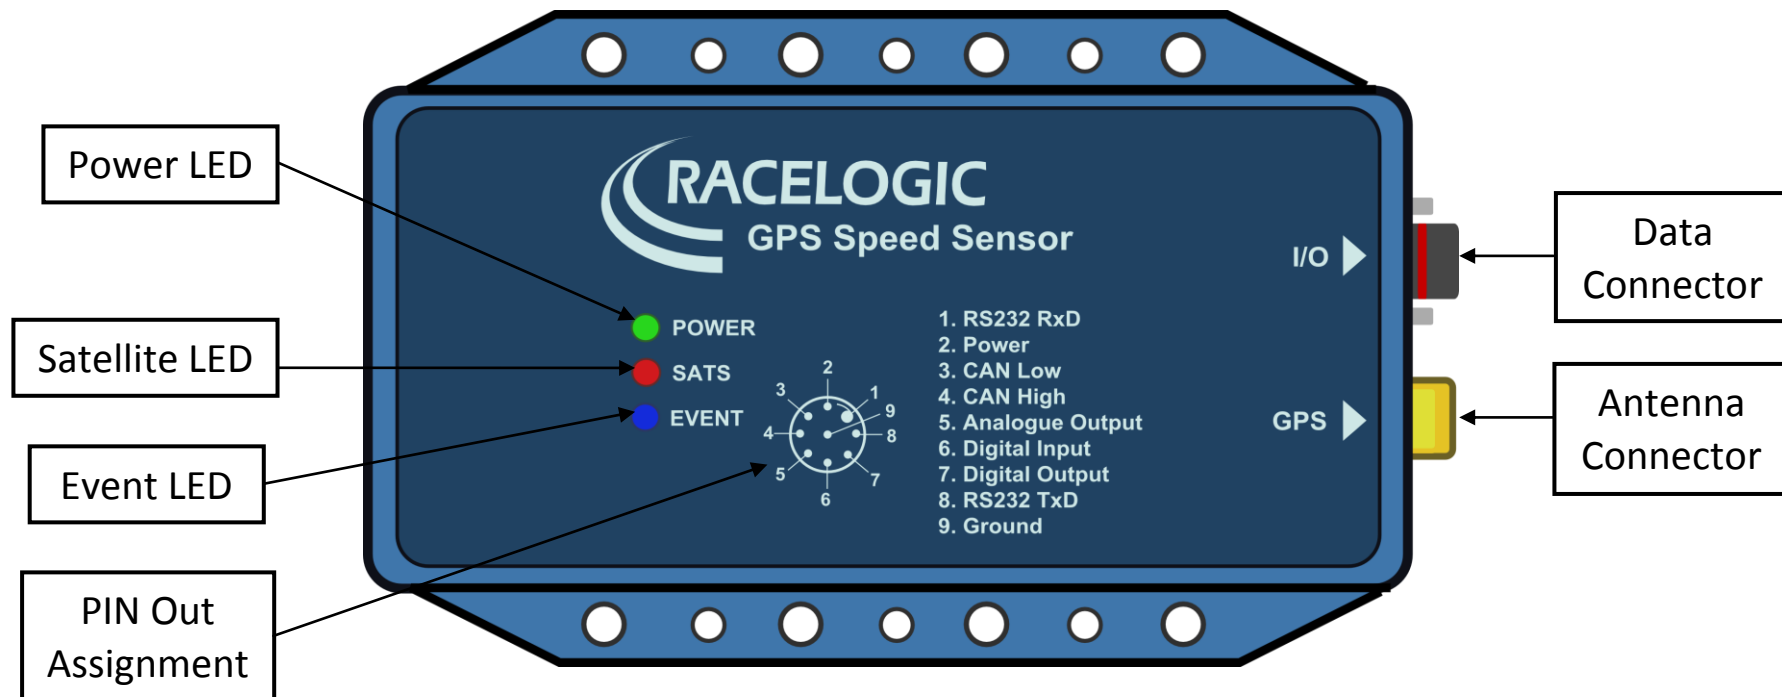 Power LED
Satellite LED
Event LED
PIN Out
Assignment
RACELOGIC
GPS Speed Sensor
POWER
SATS
EVENT
2
3
1
9
4
8
5
7
6
1. RS232 RxD
2. Power
3. CAN Low
4. CAN High
5. Analogue Output
6. Digital Input
7. Digital Output
8. RS232 TxD
9. Ground
I/O
GPS
Data
Connector
Antenna
Connector